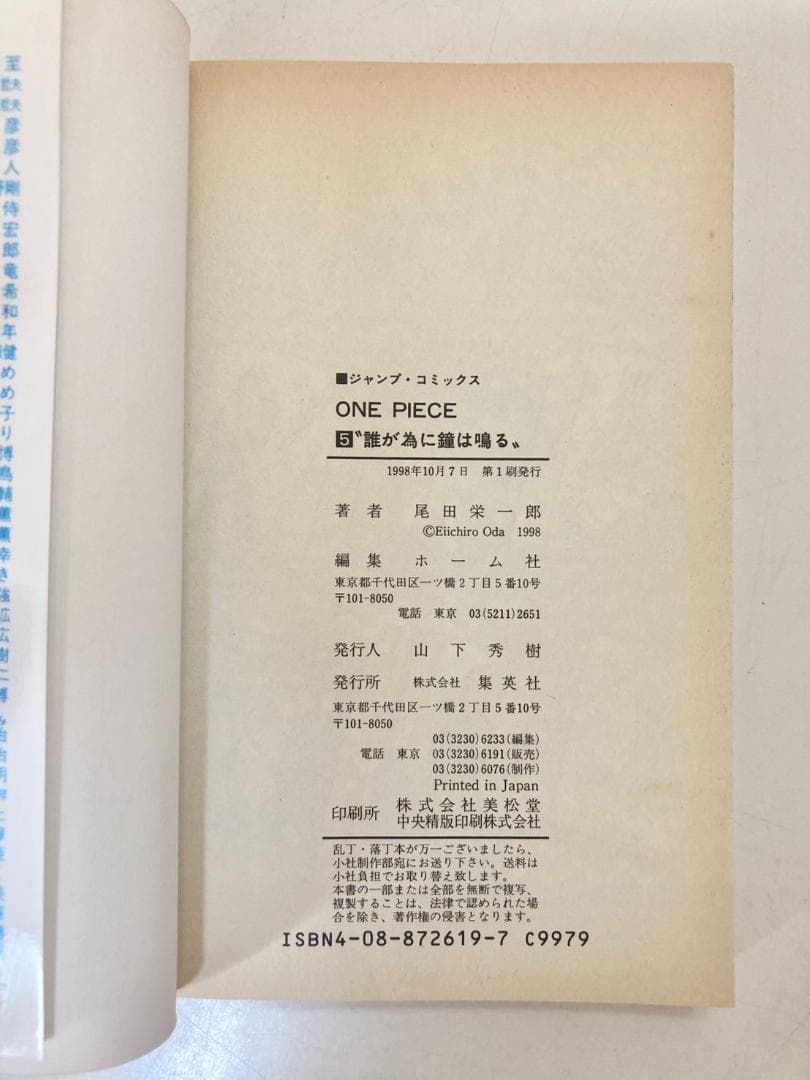 ■ジャンプ・コミックス
ONE PIECE
5 〝誰が為に鐘は鳴る〟
1998年10月7日 第1刷発行
著者 尾田栄一郎
©Eiichiro Oda 1998
編集 ホーム社
東京都千代田区一ツ橋2丁目5番10号
〒101-8050
電話 東京 03(5211)2651
発行人 山下秀樹
発行所 株式会社 集英社
東京都千代田区一ツ橋2丁目5番10号
〒101-8050
03(3230)6233(編集)
電話 東京 03(3230)6191(販売)
03(3230)6076(制作)
Printed in Japan
印刷所 株式会社美松堂
中央精版印刷株式会社
乱丁・落丁本が万一ございましたら、
小社制作部宛にお送り下さい。送料は
小社負担でお取り替え致します。
本書の一部または全部を無断で複写、
複製することは、法律で認められた場
合を除き、著作権の侵害となります。
ISBN4-08-872619-7 C9979